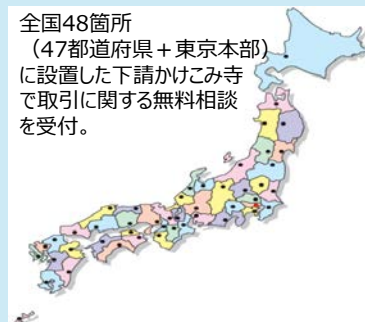 全国48箇所
（47都道府県＋東京本部）
に設置した下請かけこみ寺
で取引に関する無料相談
を受付。